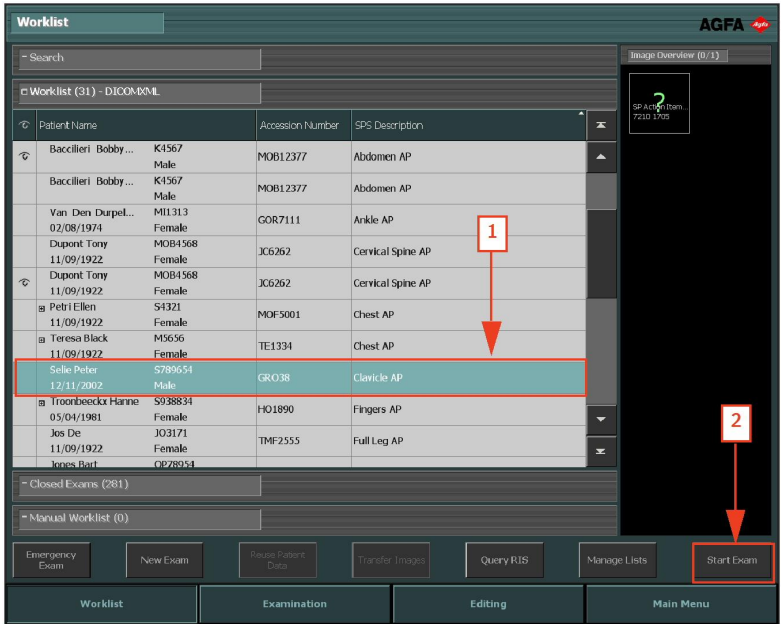 Worklist
AGFA
Search
Image Overview (0/1)
Worklist (31) - DICOMXML
?
SP Action Item...
7210 1705
Patient Name Accession Number SPS Description
Baccilieri Bobby... K4567
Male
MOB12377 Abdomen AP
Baccilieri Bobby... K4567
Male
MOB12377 Abdomen AP
Van Den Durpel... MI1313
02/08/1974 Female
GOR7111 Ankle AP
1
Dupont Tony MOB4568
11/09/1922 Female
JC6262 Cervical Spine AP
Dupont Tony MOB4568
11/09/1922 Female
JC6262 Cervical Spine AP
Petri Ellen S4321
11/09/1922 Female
MOF5001 Chest AP
Teresa Black M5656
11/09/1922 Female
TE1334 Chest AP
Selie Peter S789654
12/11/2002 Male
GRO38 Clavicle AP
Troonbeeckx Hanne S938834
05/04/1981 Female
HO1890 Fingers AP
2
Jos De JO3171
11/09/1922 Female
TMF2555 Full Leg AP
Jones Bart OP78954
Closed Exams (281)
Manual Worklist (0)
Emergency
Exam
New Exam
Reuse Patient
Data
Transfer Images
Query RIS
Manage Lists
Start Exam
Worklist Examination Editing Main Menu